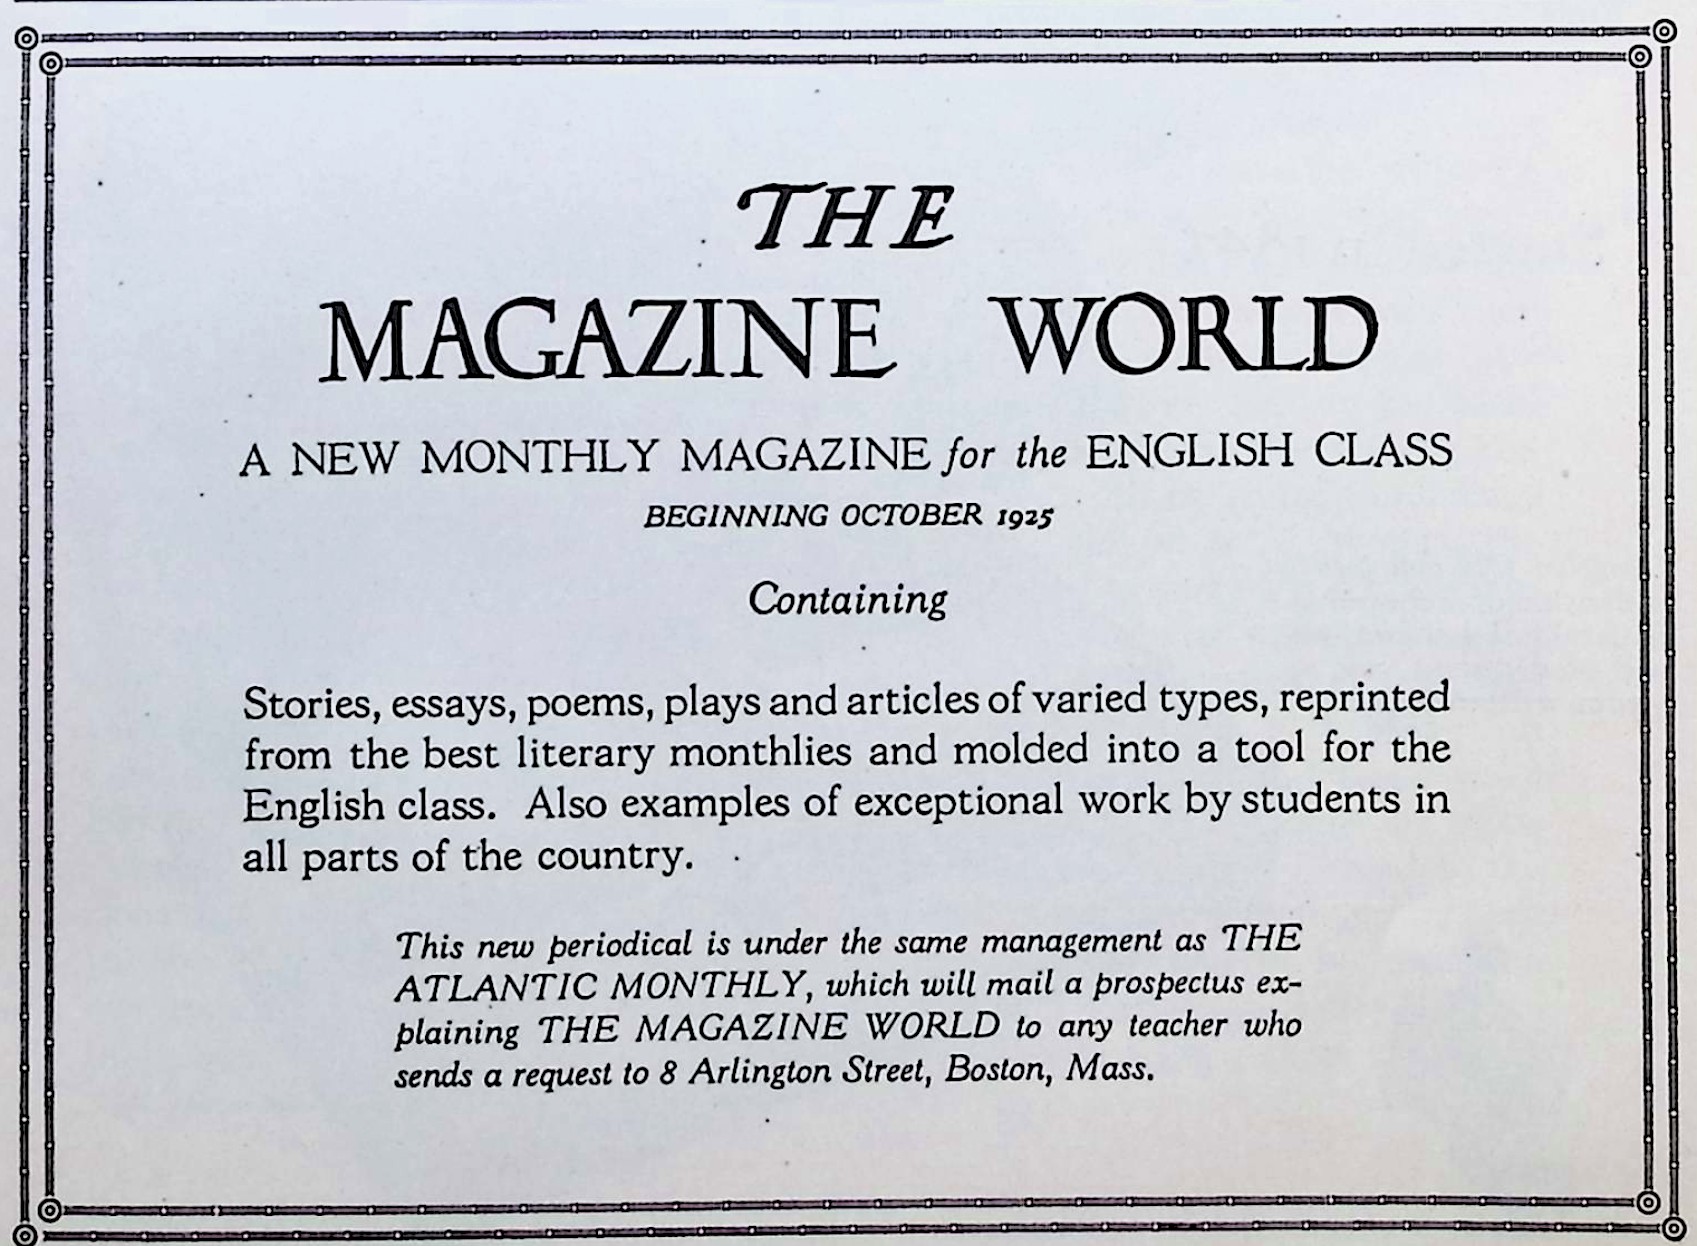 THE
MAGAZINE WORLD
A NEW MONTHLY MAGAZINE for the ENGLISH CLASS
BEGINNING OCTOBER 1925
Containing
Stories, essays, poems, plays and articles of varied types, reprinted
from the best literary monthlies and molded into a tool for the
English class. Also examples of exceptional work by students in
all parts of the country.
This new periodical is under the same management as THE
ATLANTIC MONTHLY, which will mail a prospectus ex-
plaining THE MAGAZINE WORLD to any teacher who
sends a request to 8 Arlington Street, Boston, Mass.